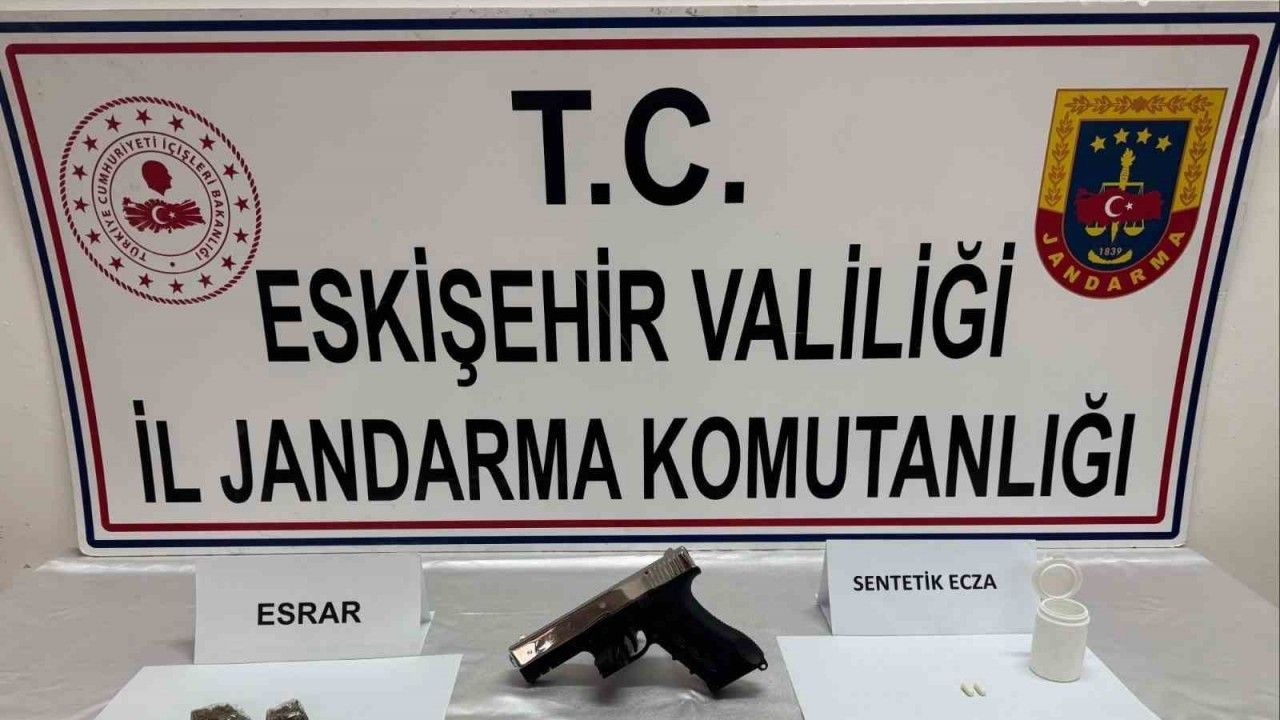 T.C.
ESKİŞEHİR VALİLİĞİ
İL JANDARMA KOMUTANLIĞI
TÜRKİYE CUMHURİYETİ İÇİŞLERİ BAKANLIĞI
1839
JANDARMA
ESRAR
SENTETİK ECZA